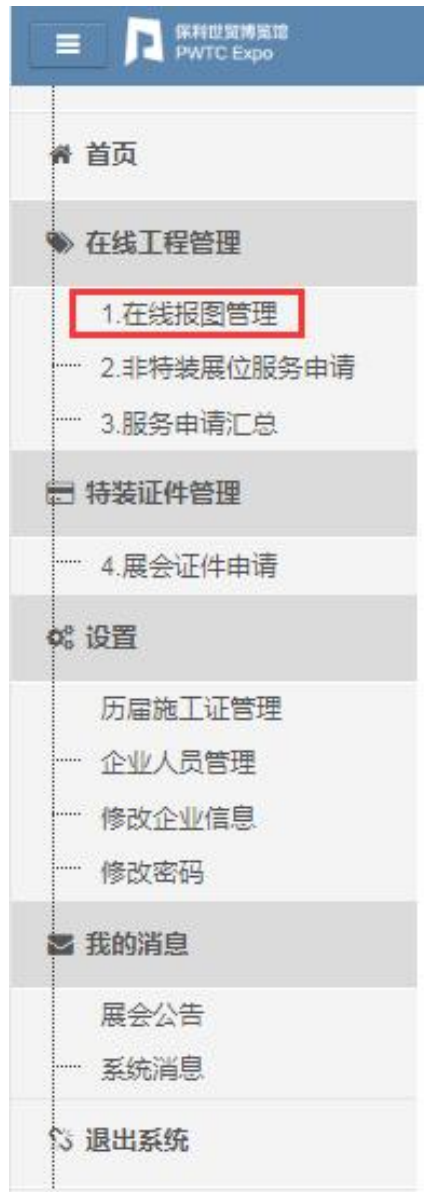 保利世贸博览馆
PWTC Expo
首页
在线工程管理
1.在线报图管理
2.非特装展位服务申请
3.服务申请汇总
特装证件管理
4.展会证件申请
设置
历届施工证管理
企业人员管理
修改企业信息
修改密码
我的消息
展会公告
系统消息
退出系统